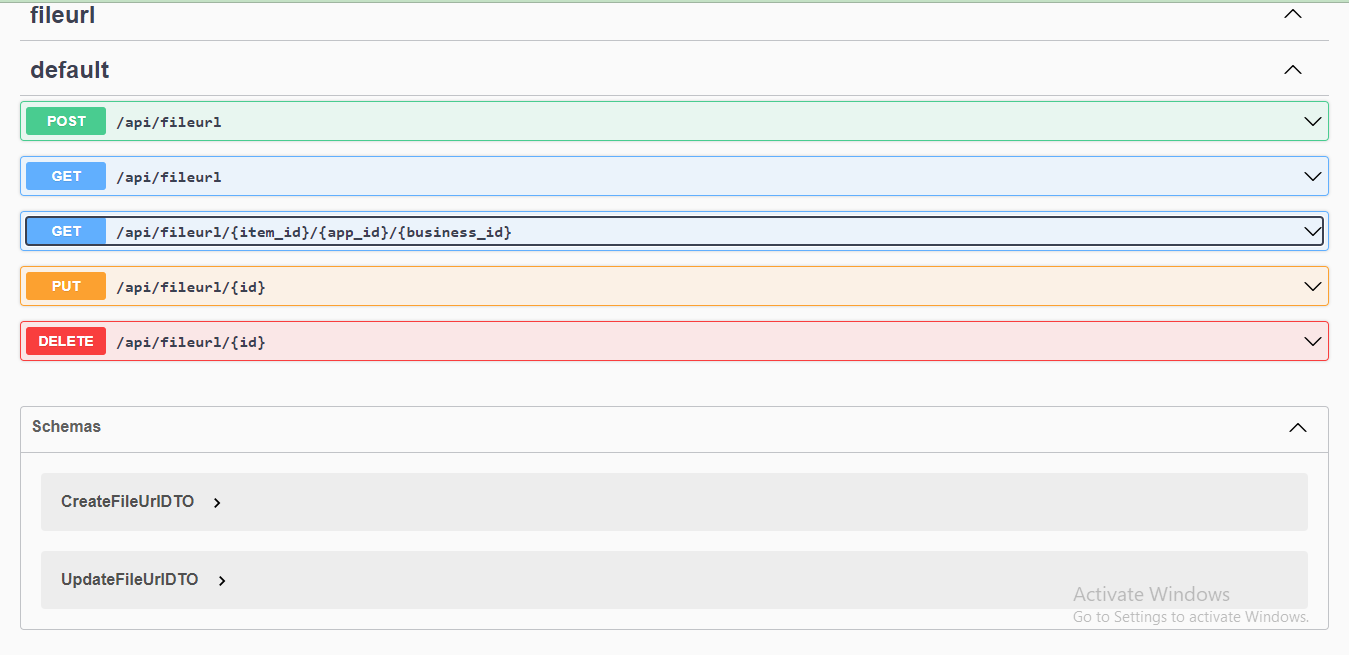 fileurl
default
POST /api/fileurl
GET /api/fileurl
GET /api/fileurl/{item_id}/{app_id}/{business_id}
PUT /api/fileurl/{id}
DELETE /api/fileurl/{id}
Schemas
CreateFileUrlDTO
UpdateFileUrlDTO
Activate Windows
Go to Settings to activate Windows.